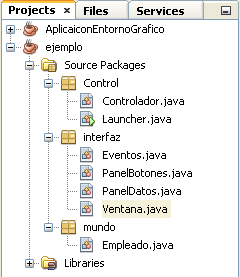 Projects × Files Services
AplicaiconEntornoGrafico
ejemplo
Source Packages
Control
Controlador.java
Launcher.java
interfaz
Eventos.java
PanelBotones.java
PanelDatos.java
Ventana.java
mundo
Empleado.java
Libraries